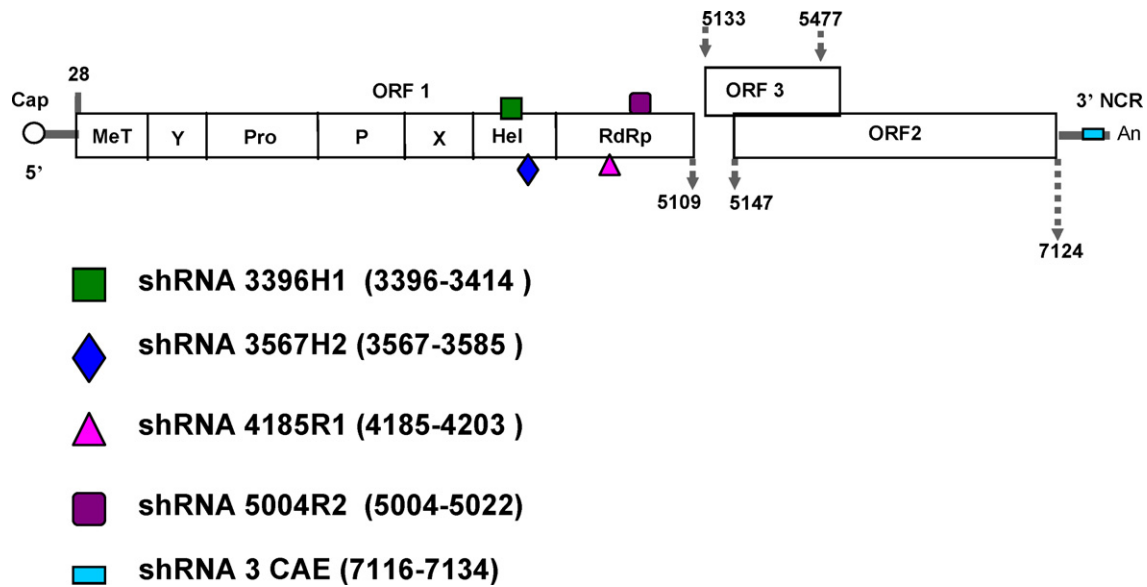 5133 5477
28
ORF 1
ORF 3
Cap
3' NCR
MeT Y Pro P X Hel RdRp
ORF2
An
5'
5109
5147
7124
shRNA 3396H1 (3396-3414 )
shRNA 3567H2 (3567-3585 )
shRNA 4185R1 (4185-4203 )
shRNA 5004R2 (5004-5022)
shRNA 3 CAE (7116-7134)